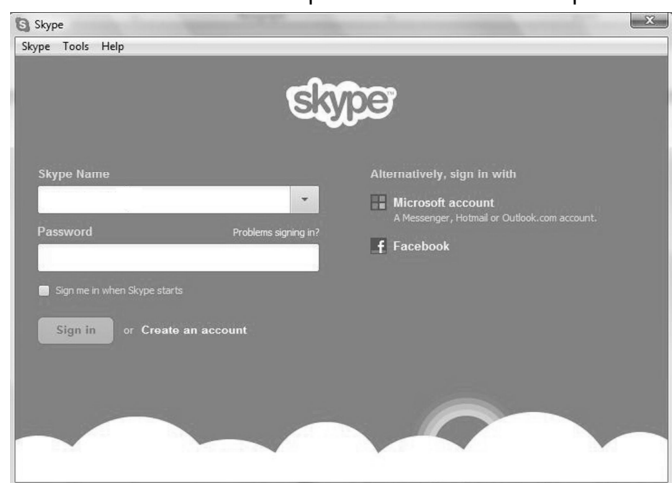 Skype
Skype Tools Help
skype™
Skype Name
Password
Problems signing in?
Sign me in when Skype starts
Sign in or Create an account
Alternatively, sign in with
Microsoft account
A Messenger, Hotmail or Outlook.com account.
Facebook